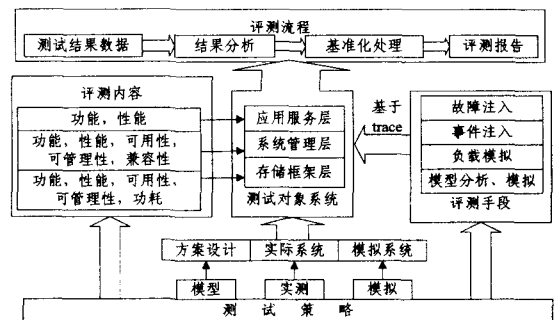 评测流程
测试结果数据 结果分析 基准化处理 评测报告
评测内容
功能，性能
功能，性能，可用性，
可管理性，兼容性
功能，性能，可用性，
可管理性，功耗
应用服务层
系统管理层
存储框架层
测试对象系统
基于
trace
故障注入
事件注入
负载模拟
模型分析、模拟
评测手段
方案设计 实际系统 模拟系统
模型 实测 模拟
测 试 策 略